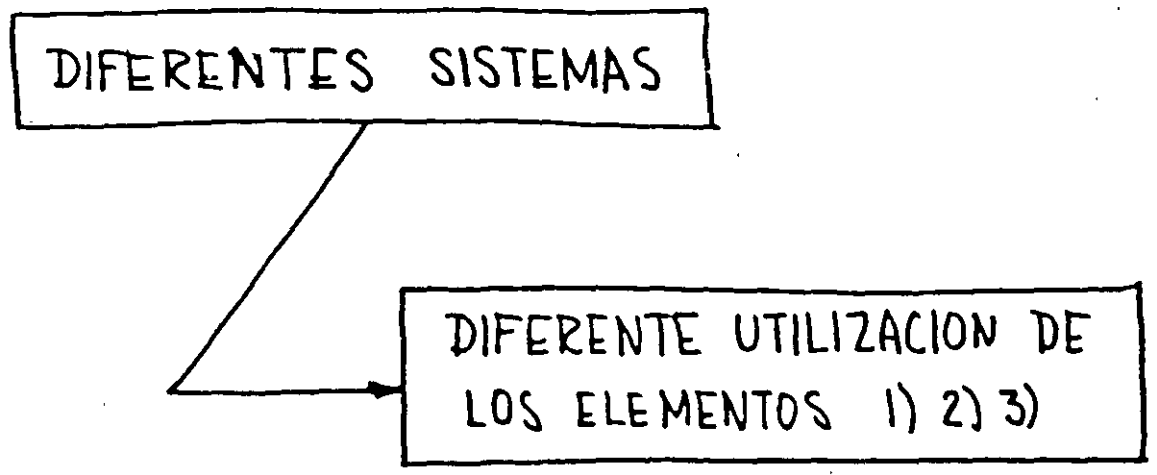 DIFERENTES SISTEMAS
DIFERENTE UTILIZACION DE
LOS ELEMENTOS 1) 2) 3)